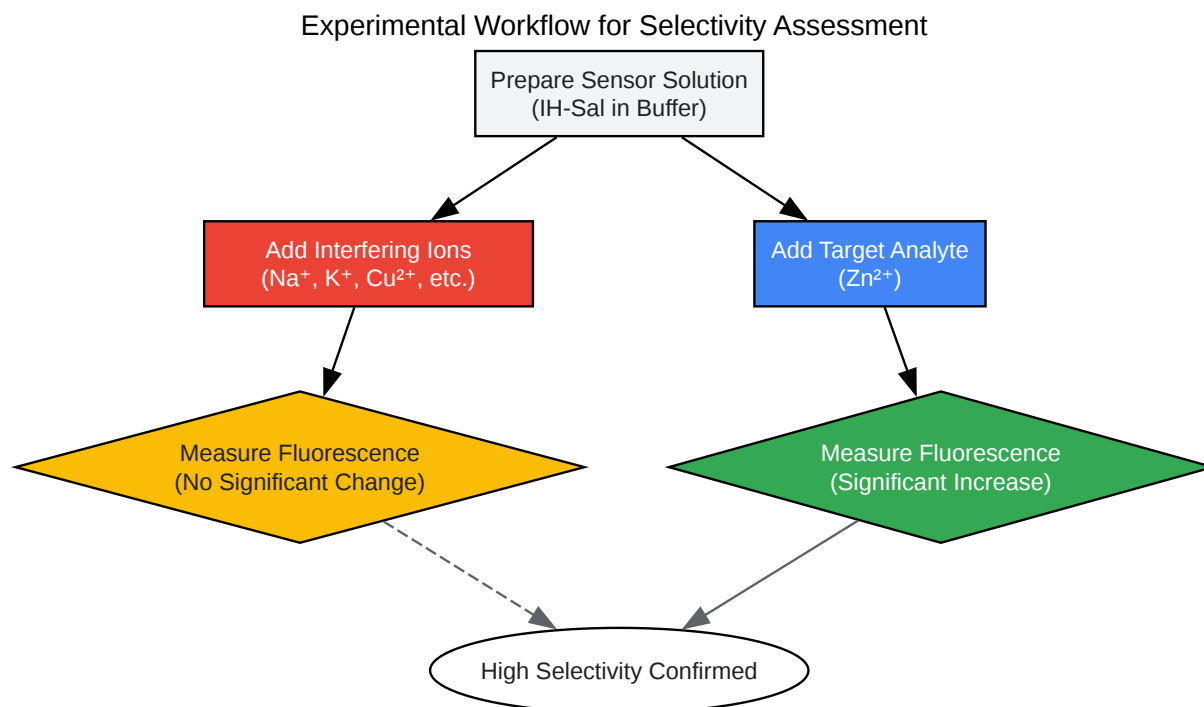 Experimental Workflow for Selectivity Assessment
Prepare Sensor Solution
(IH-Sal in Buffer)
Add Interfering Ions
(Na⁺, K⁺, Cu²⁺, etc.)
Add Target Analyte
(Zn²⁺)
Measure Fluorescence
(No Significant Change)
Measure Fluorescence
(Significant Increase)
High Selectivity Confirmed